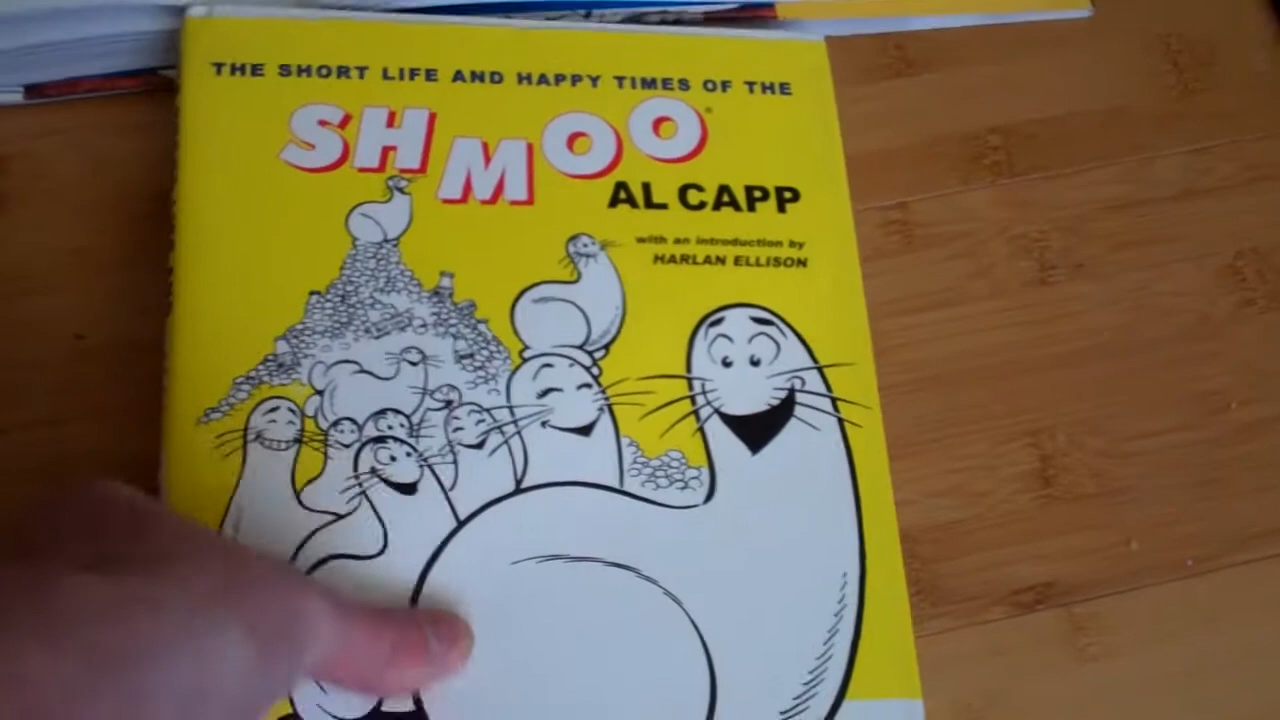 THE SHORT LIFE AND HAPPY TIMES OF THE
SHMOO®
AL CAPP
with an introduction by
HARLAN ELLISON